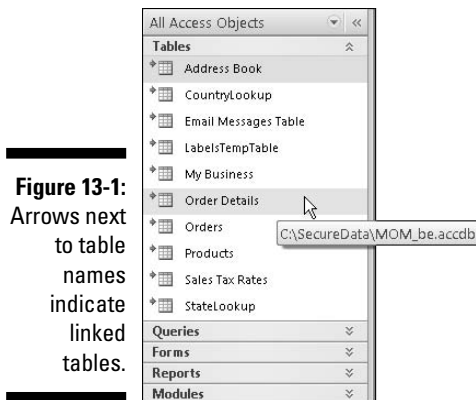 All Access Objects
Tables
Address Book
CountryLookup
Email Messages Table
LabelsTempTable
My Business
Order Details
Orders
C:\SecureData\MOM_be.accdb
Products
Sales Tax Rates
StateLookup
Queries
Forms
Reports
Modules
Figure 13-1:
Arrows next
to table
names
indicate
linked
tables.